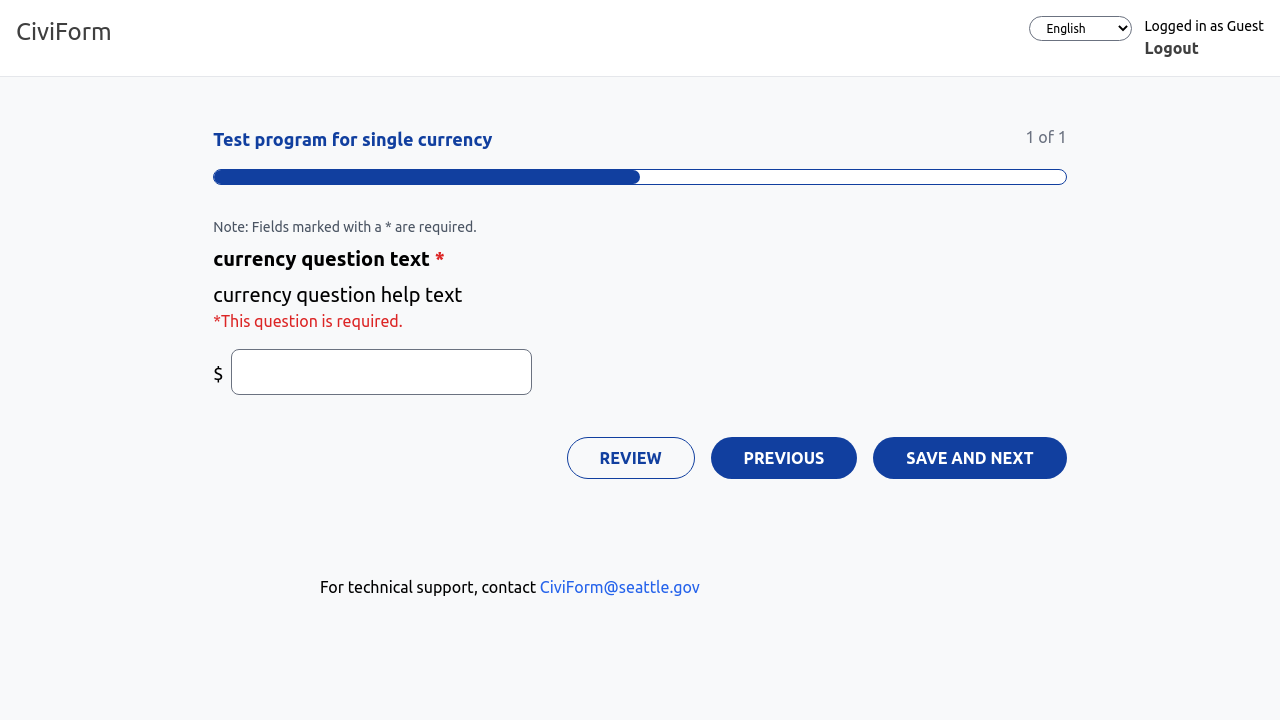 CiviForm
English
Logged in as Guest
Logout
Test program for single currency
1 of 1
Note: Fields marked with a * are required.
currency question text *
currency question help text
*This question is required.
$
REVIEW
PREVIOUS
SAVE AND NEXT
For technical support, contact CiviForm@seattle.gov